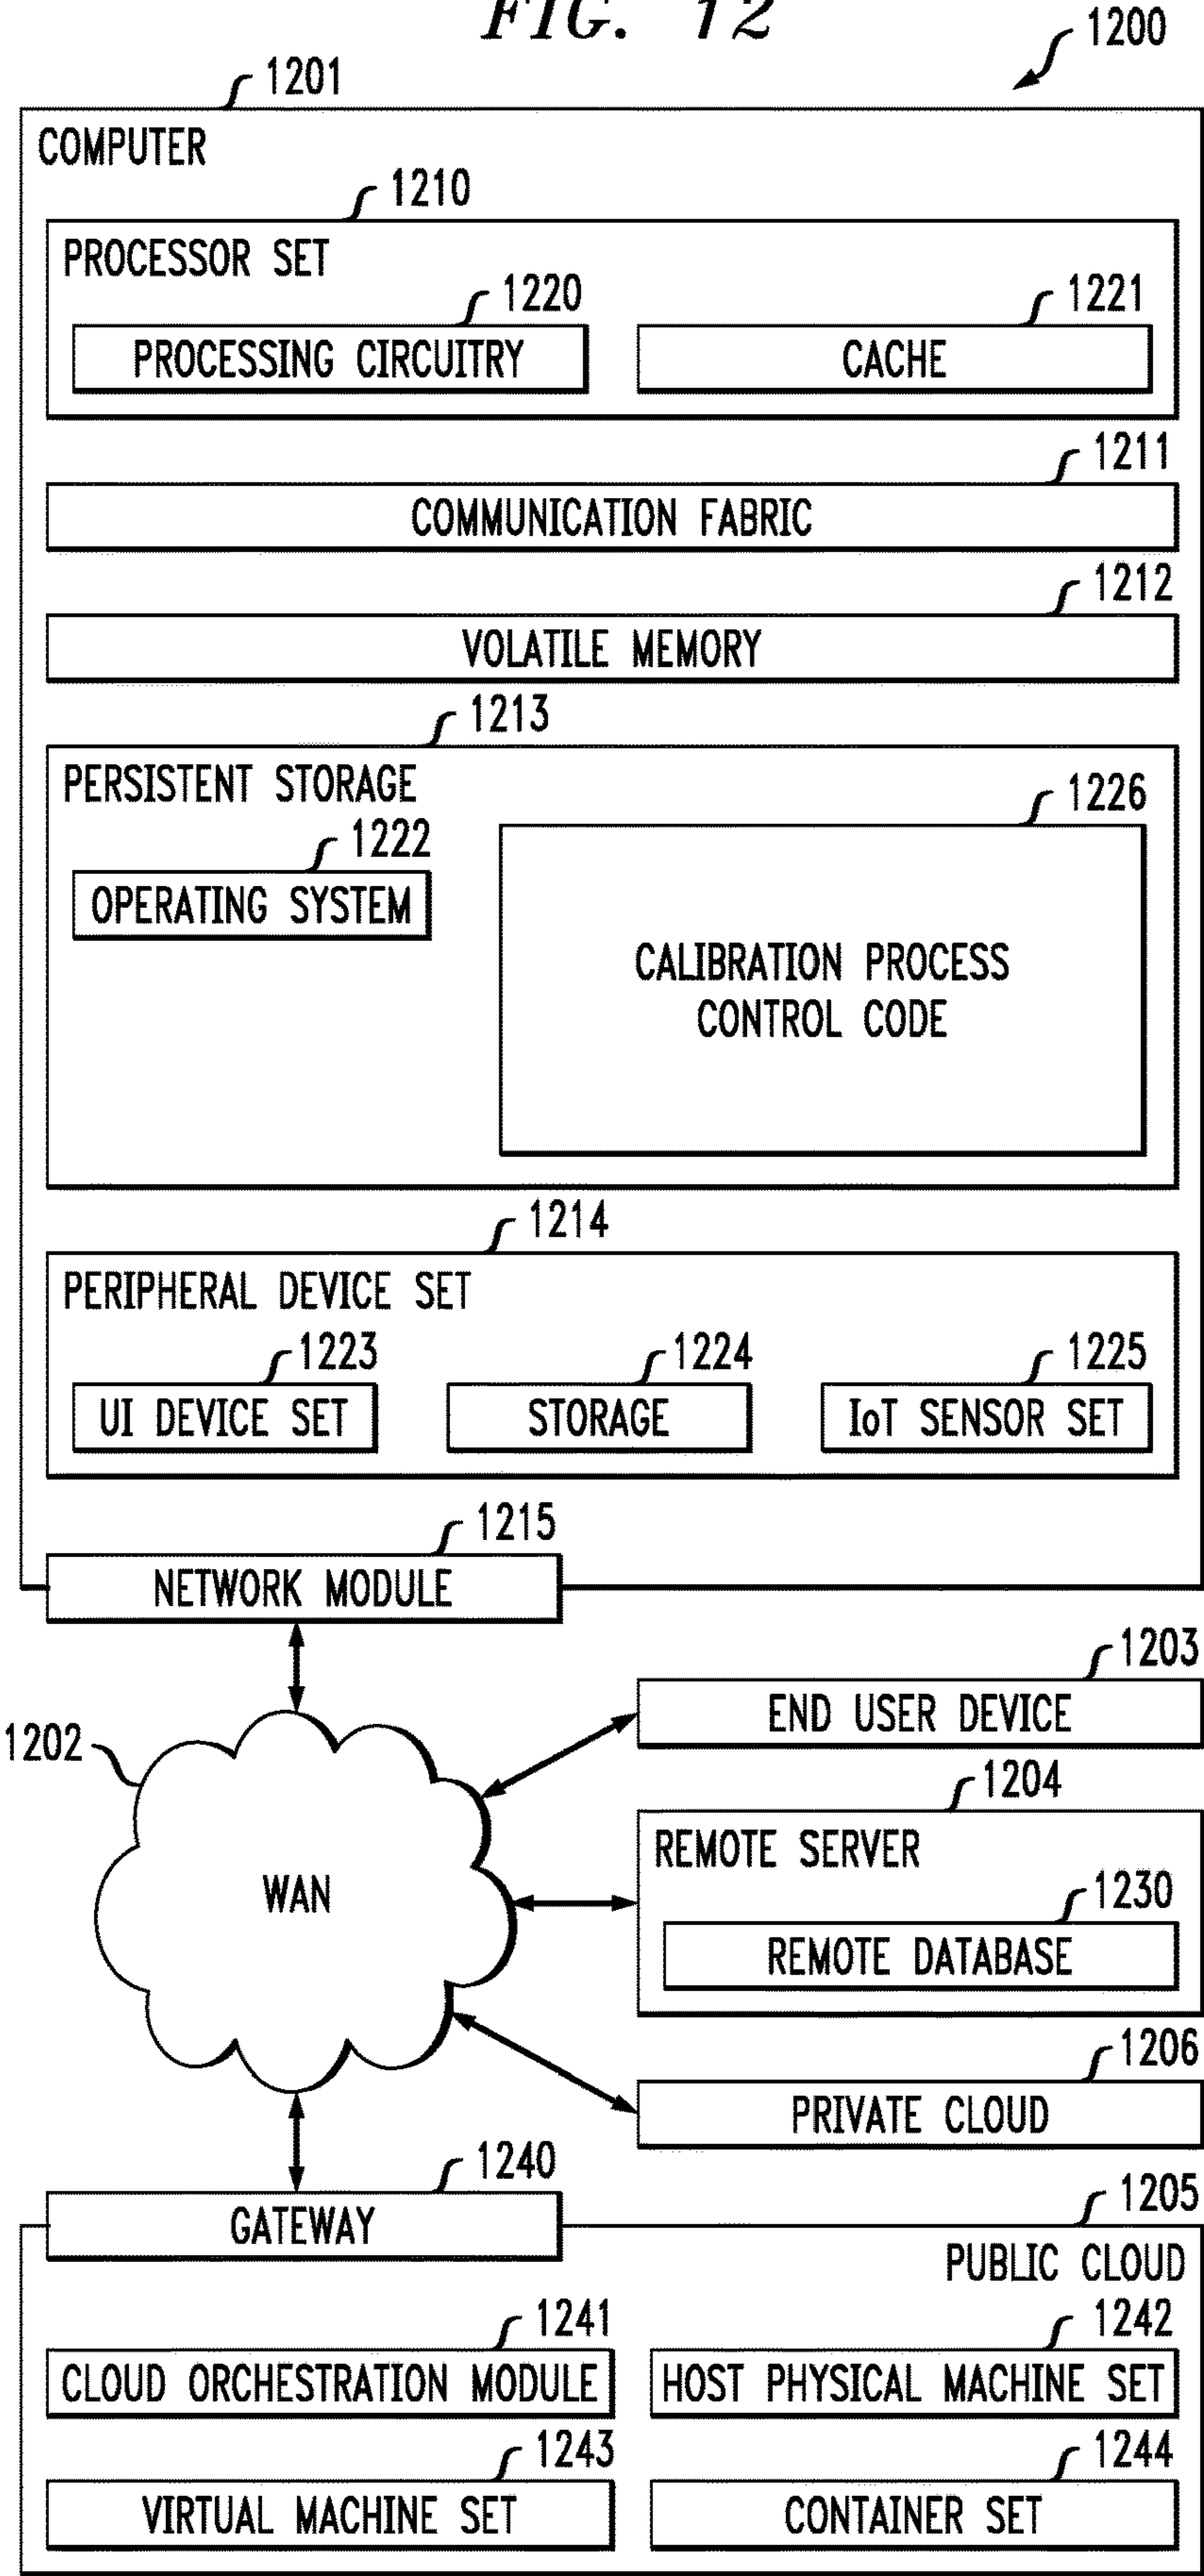 FIG. 12
1200
1201
COMPUTER
1210
PROCESSOR SET
1220
1221
PROCESSING CIRCUITRY
CACHE
1211
COMMUNICATION FABRIC
1212
VOLATILE MEMORY
1213
PERSISTENT STORAGE
1226
1222
OPERATING SYSTEM
CALIBRATION PROCESS
CONTROL CODE
1214
PERIPHERAL DEVICE SET
1223
1224
1225
UI DEVICE SET
STORAGE
IoT SENSOR SET
1215
NETWORK MODULE
1203
END USER DEVICE
1202
1204
REMOTE SERVER
WAN
1230
REMOTE DATABASE
1206
PRIVATE CLOUD
1240
1205
GATEWAY
PUBLIC CLOUD
1241
1242
CLOUD ORCHESTRATION MODULE
HOST PHYSICAL MACHINE SET
1243
1244
VIRTUAL MACHINE SET
CONTAINER SET